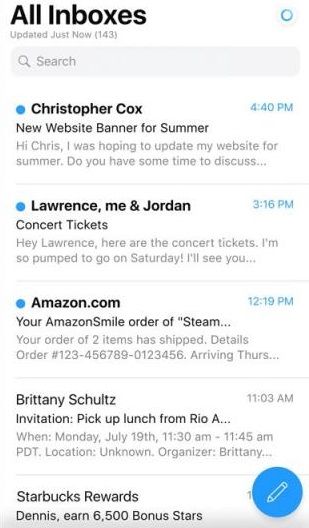 All Inboxes
Updated Just Now (143)
Search
Christopher Cox 4:40 PM
New Website Banner for Summer
Hi Chris, I was hoping to update my website for
summer. Do you have some time to discuss...
Lawrence, me & Jordan 3:16 PM
Concert Tickets
Hey Lawrence, here are the concert tickets. I'm
so pumped to go on Saturday! I'll see you...
Amazon.com 12:19 PM
Your AmazonSmile order of "Steam...
Your order of 2 items has shipped. Details
Order #123-456789-0123456. Arriving Thurs...
Brittany Schultz 11:03 AM
Invitation: Pick up lunch from Rio A...
When: Monday, July 19th, 11:30 am - 11:45 am
PDT. Location: Unknown. Organizer: Brittany...
Starbucks Rewards
Dennis, earn 6,500 Bonus Stars